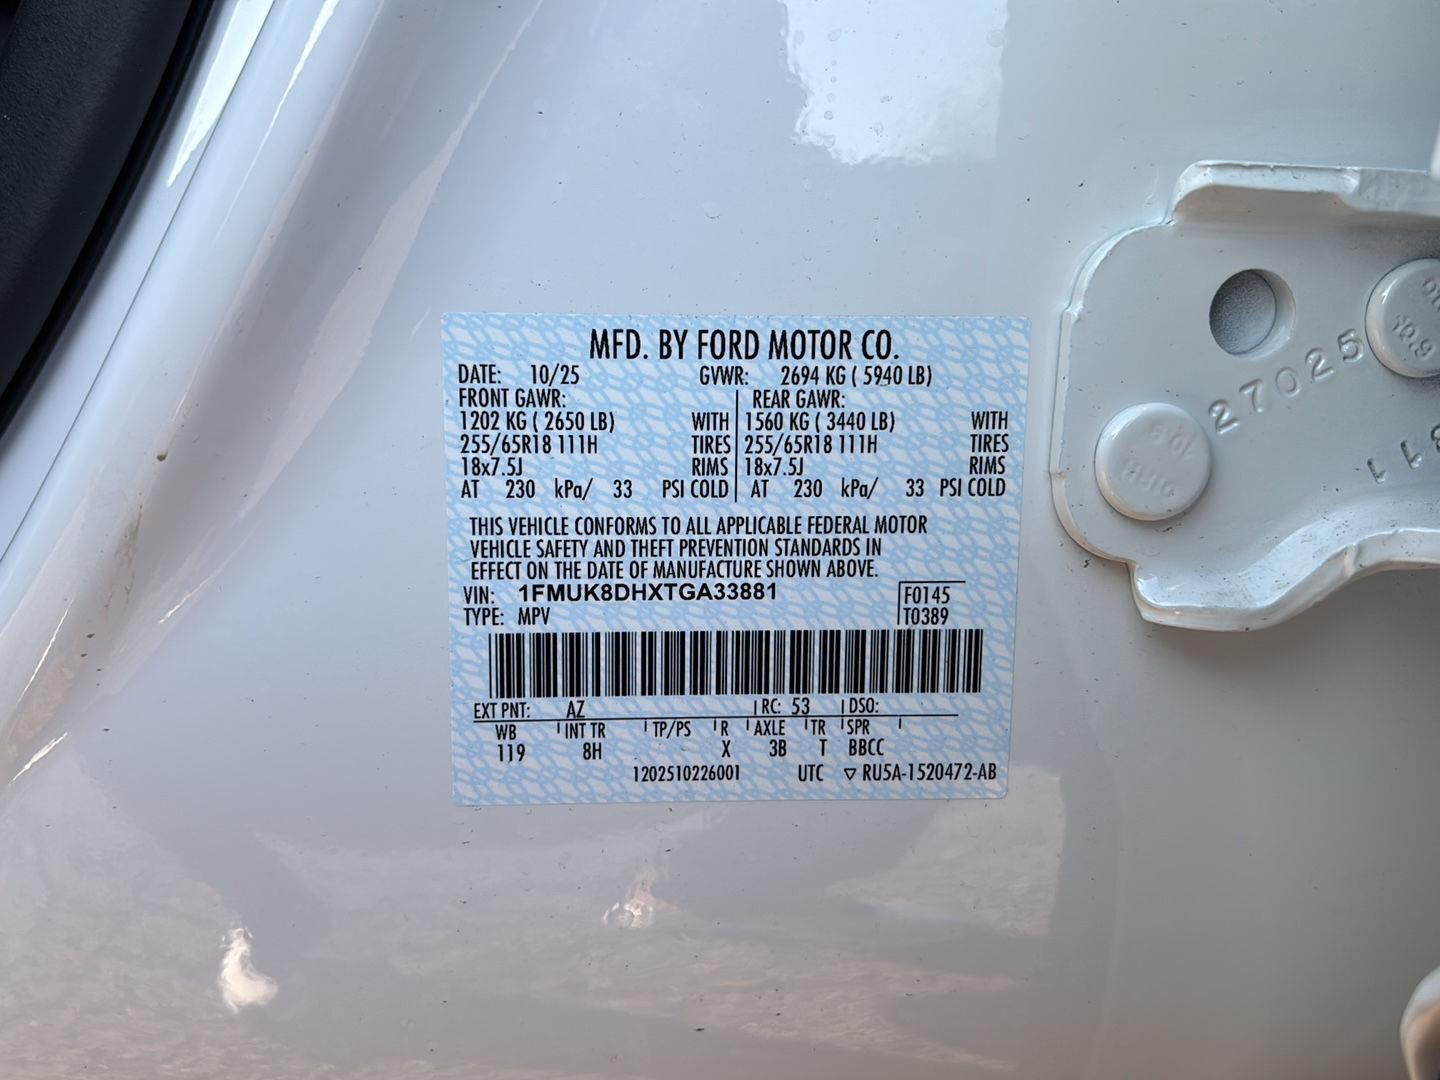 MFD. BY FORD MOTOR CO.
DATE: 10/25 GVWR: 2694 KG ( 5940 LB)
FRONT GAWR: REAR GAWR:
1202 KG ( 2650 LB) WITH 1560 KG ( 3440 LB) WITH
255/65R18 111H TIRES 255/65R18 111H TIRES
18x7.5J RIMS 18x7.5J RIMS
AT 230 kPa/ 33 PSI COLD AT 230 kPa/ 33 PSI COLD
THIS VEHICLE CONFORMS TO ALL APPLICABLE FEDERAL MOTOR
VEHICLE SAFETY AND THEFT PREVENTION STANDARDS IN
EFFECT ON THE DATE OF MANUFACTURE SHOWN ABOVE.
VIN: 1FMUK8DHXTGA33881 F0145
TYPE: MPV T0389
EXT PNT: AZ RC: 53 DSO:
WB INT TR TP/PS R AXLE TR SPR
119 8H X 3B T BBCC
1202510226001 UTC ▽ RU5A-1520472-AB
27025